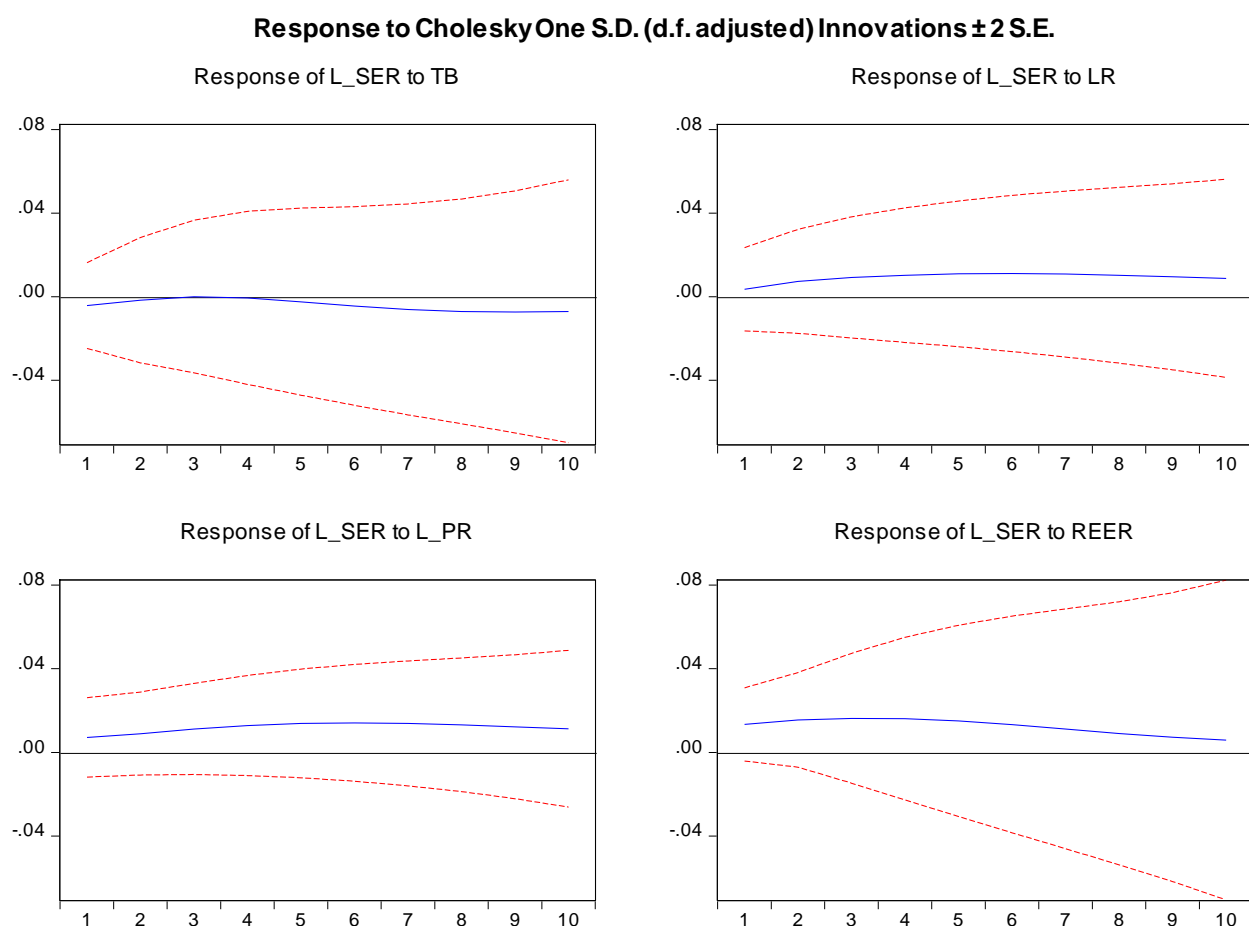 Response to Cholesky One S.D. (d.f. adjusted) Innovations ± 2 S.E.
Response of L_SER to TB
.08
.04
.00
-.04
1 2 3 4 5 6 7 8 9 10
Response of L_SER to LR
.08
.04
.00
-.04
1 2 3 4 5 6 7 8 9 10
Response of L_SER to L_PR
.08
.04
.00
-.04
1 2 3 4 5 6 7 8 9 10
Response of L_SER to REER
.08
.04
.00
-.04
1 2 3 4 5 6 7 8 9 10